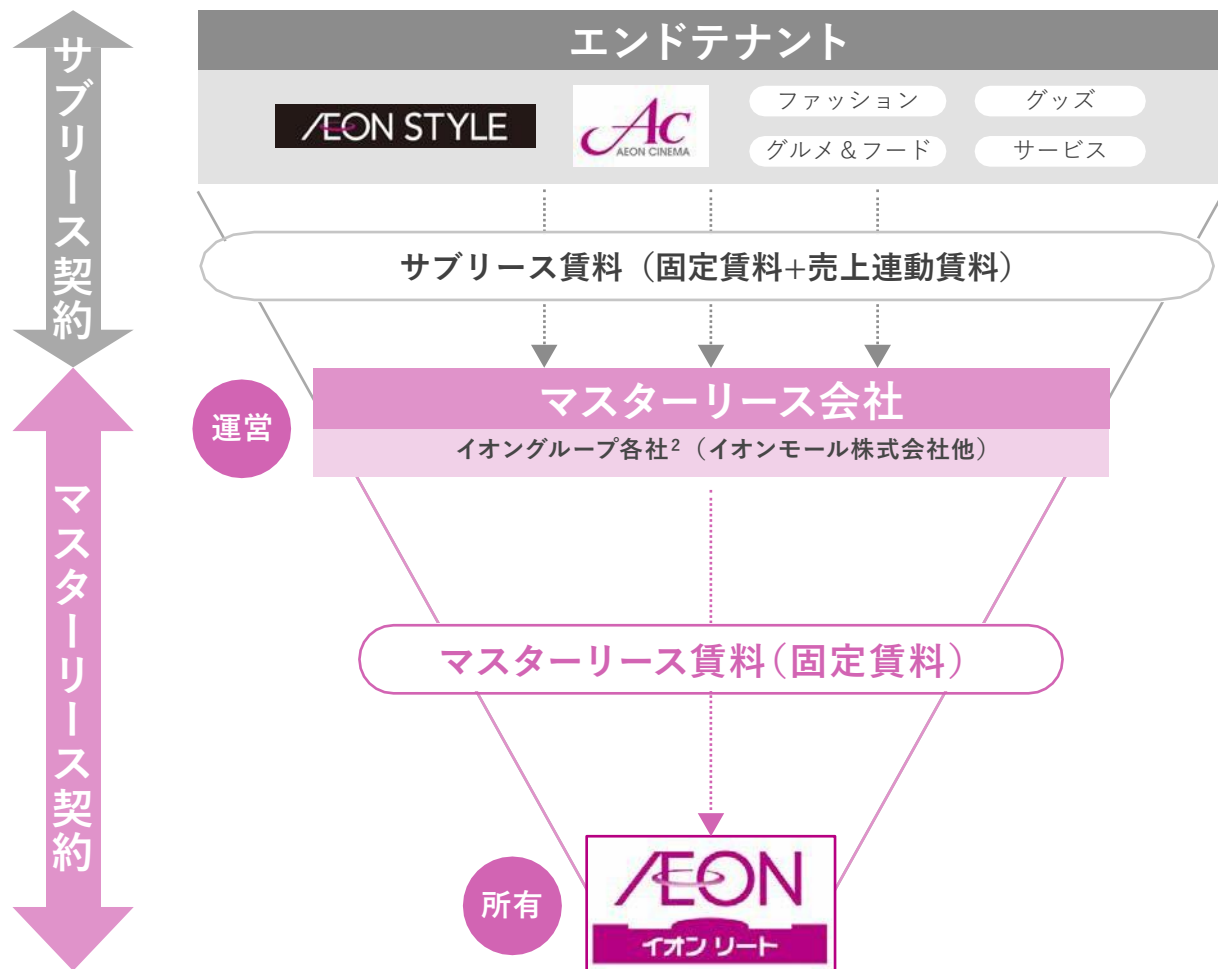 サブリース契約
エンドテナント
ÆON STYLE
AC
AEON CINEMA
ファッション
グッズ
グルメ＆フード
サービス
サブリース賃料（固定賃料+売上連動賃料）
マスターリース契約
運営
マスターリース会社
イオングループ各社²（イオンモール株式会社他）
マスターリース賃料（固定賃料）
所有
ÆON
イオン リート